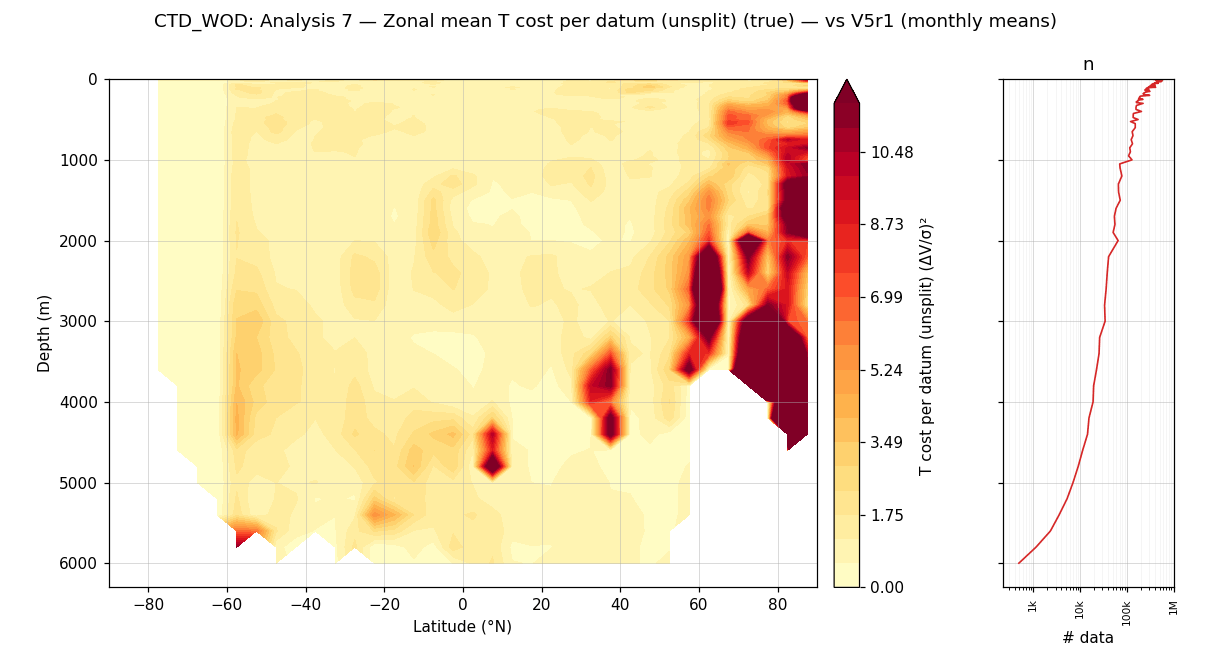 CTD_WOD: Analysis 7 — Zonal mean T cost per datum (unsplit) (true) — vs V5r1 (monthly means)
n
0
1000
2000
3000
4000
5000
6000
Depth (m)
−80
−60
−40
−20
0
20
40
60
80
Latitude (°N)
10.48
8.73
6.99
5.24
3.49
1.75
0.00
T cost per datum (unsplit) (ΔV/σ)²
1k
10k
100k
1M
# data